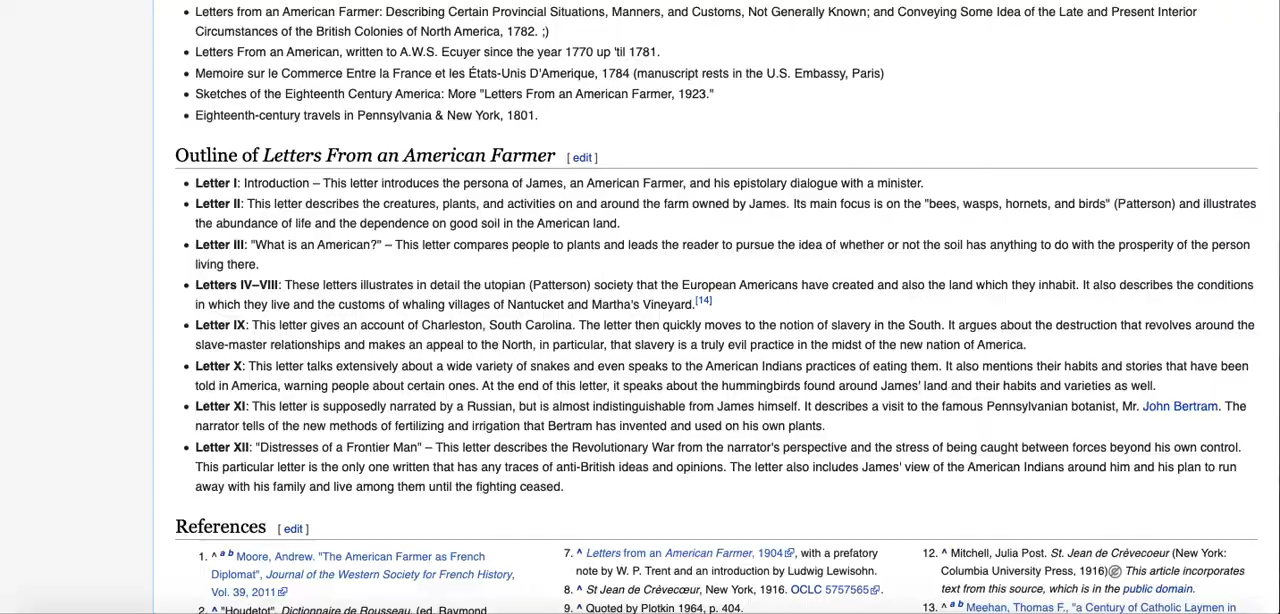 Letters from an American Farmer: Describing Certain Provincial Situations, Manners, and Customs, Not Generally Known; and Conveying Some Idea of the Late and Present Interior
Circumstances of the British Colonies of North America, 1782. ;)
Letters From an American, written to A.W.S. Ecuyer since the year 1770 up 'til 1781.
Memoire sur le Commerce Entre la France et les États-Unis D'Amerique, 1784 (manuscript rests in the U.S. Embassy, Paris)
Sketches of the Eighteenth Century America: More "Letters From an American Farmer, 1923."
Eighteenth-century travels in Pennsylvania & New York, 1801.
Outline of Letters From an American Farmer [ edit ]
Letter I: Introduction – This letter introduces the persona of James, an American Farmer, and his epistolary dialogue with a minister.
Letter II: This letter describes the creatures, plants, and activities on and around the farm owned by James. Its main focus is on the "bees, wasps, hornets, and birds" (Patterson) and illustrates
the abundance of life and the dependence on good soil in the American land.
Letter III: "What is an American?" – This letter compares people to plants and leads the reader to pursue the idea of whether or not the soil has anything to do with the prosperity of the person
living there.
Letters IV–VIII: These letters illustrates in detail the utopian (Patterson) society that the European Americans have created and also the land which they inhabit. It also describes the conditions
in which they live and the customs of whaling villages of Nantucket and Martha's Vineyard.[14]
Letter IX: This letter gives an account of Charleston, South Carolina. The letter then quickly moves to the notion of slavery in the South. It argues about the destruction that revolves around the
slave-master relationships and makes an appeal to the North, in particular, that slavery is a truly evil practice in the midst of the new nation of America.
Letter X: This letter talks extensively about a wide variety of snakes and even speaks to the American Indians practices of eating them. It also mentions their habits and stories that have been
told in America, warning people about certain ones. At the end of this letter, it speaks about the hummingbirds found around James' land and their habits and varieties as well.
Letter XI: This letter is supposedly narrated by a Russian, but is almost indistinguishable from James himself. It describes a visit to the famous Pennsylvanian botanist, Mr. John Bertram. The
narrator tells of the new methods of fertilizing and irrigation that Bertram has invented and used on his own plants.
Letter XII: "Distresses of a Frontier Man" – This letter describes the Revolutionary War from the narrator's perspective and the stress of being caught between forces beyond his own control.
This particular letter is the only one written that has any traces of anti-British ideas and opinions. The letter also includes James' view of the American Indians around him and his plan to run
away with his family and live among them until the fighting ceased.
References [ edit ]
1. ^ a b Moore, Andrew. "The American Farmer as French
Diplomat", Journal of the Western Society for French History,
Vol. 39, 2011
2. ^ "Houdetot". Dictionnaire de Rousseau. (ed. Raymond
7. ^ Letters from an American Farmer, 1904, with a prefatory
note by W. P. Trent and an introduction by Ludwig Lewisohn.
8. ^ St Jean de Crèvecœur, New York, 1916. OCLC 5757565.
9. ^ Quoted by Plotkin 1964, p. 404.
12. ^ Mitchell, Julia Post. St. Jean de Crèvecoeur (New York:
Columbia University Press, 1916) This article incorporates
text from this source, which is in the public domain.
13. ^ a b Meehan, Thomas F., "a Century of Catholic Laymen in